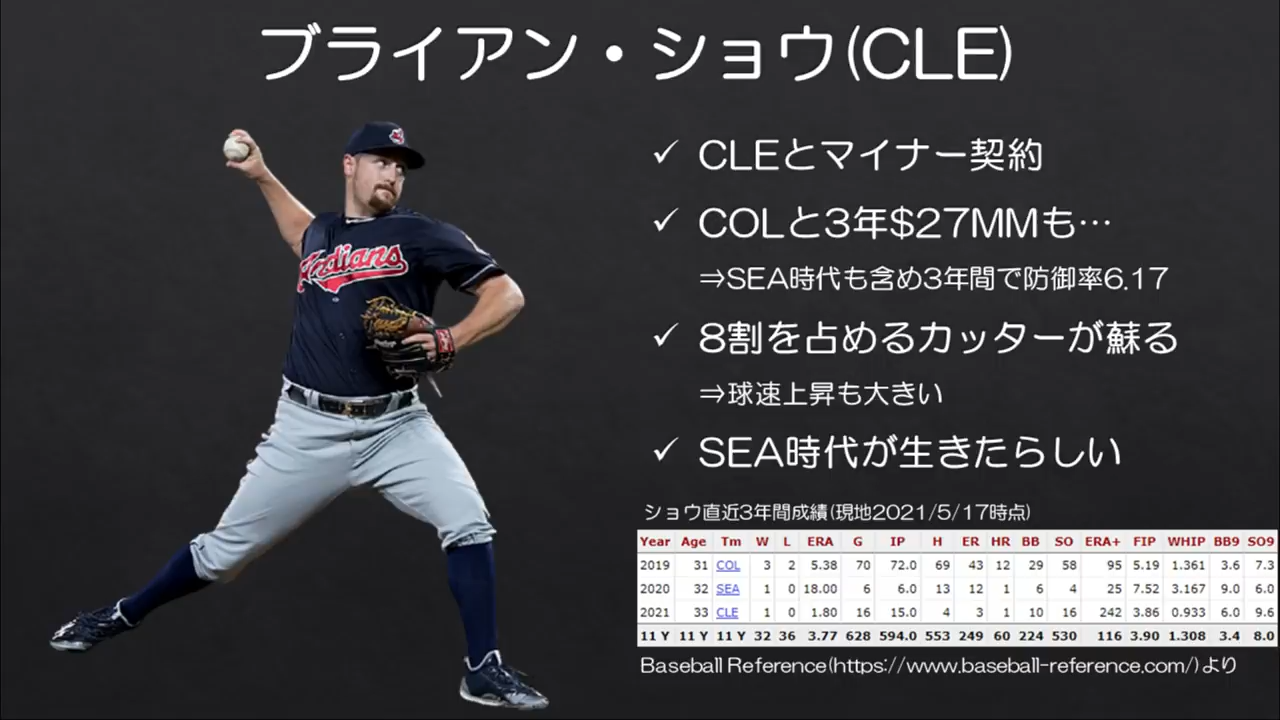 ブライアン・ショウ(CLE)
✓ CLEとマイナー契約
✓ COLと3年$27MMも…
⇒SEA時代も含め3年間で防御率6.17
✓ 8割を占めるカッターが蘇る
⇒球速上昇も大きい
✓ SEA時代が生きたらしい
Indians
ショウ直近3年間成績(現地2021/5/17時点)
Year Age Tm W L ERA G IP H ER HR BB SO ERA+ FIP WHIP BB9 SO9
2019 31 COL 3 2 5.38 70 72.0 69 43 12 29 58 95 5.19 1.361 3.6 7.3
2020 32 SEA 1 0 18.00 6 6.0 13 12 1 6 4 25 7.52 3.167 9.0 6.0
2021 33 CLE 1 0 1.80 16 15.0 4 3 1 10 16 242 3.86 0.933 6.0 9.6
11 Y 11 Y 11 Y 32 36 3.77 628 594.0 553 249 60 224 530 116 3.90 1.308 3.4 8.0
Baseball Reference(https://www.baseball-reference.com/)より